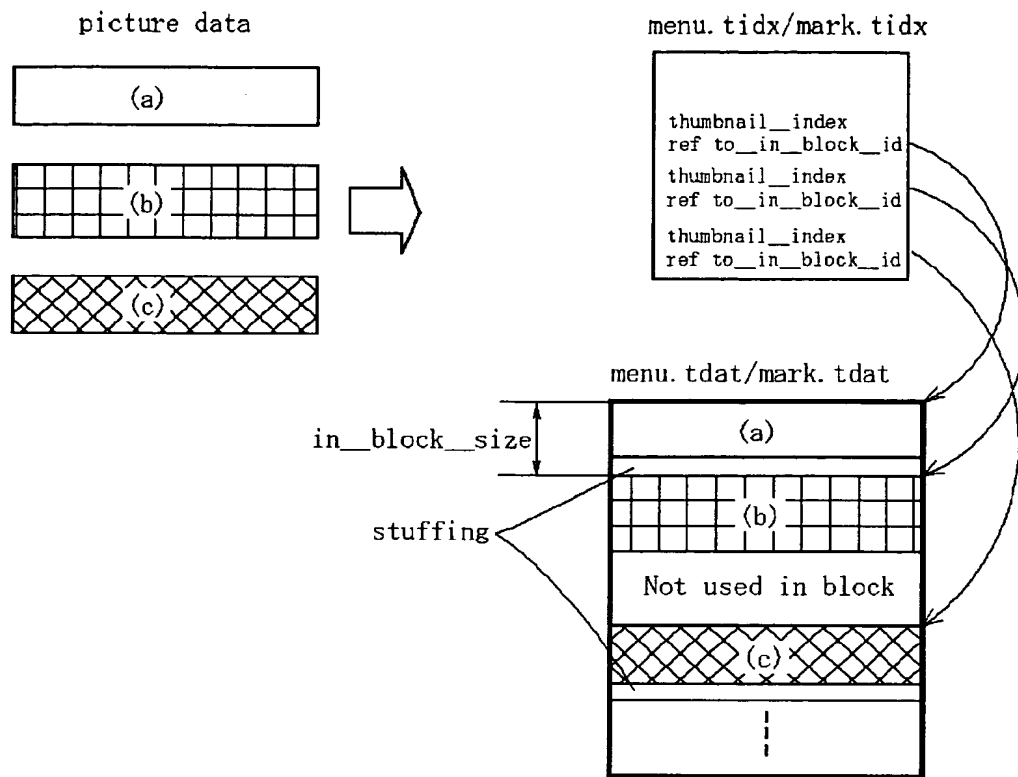 picture data
(a)
(b)
(c)
menu.tidx/mark.tidx
thumbnail__index
ref to__in__block__id
thumbnail__index
ref to__in__block__id
thumbnail__index
ref to__in__block__id
menu.tdat/mark.tdat
in__block__size
(a)
stuffing
(b)
Not used in block
(c)